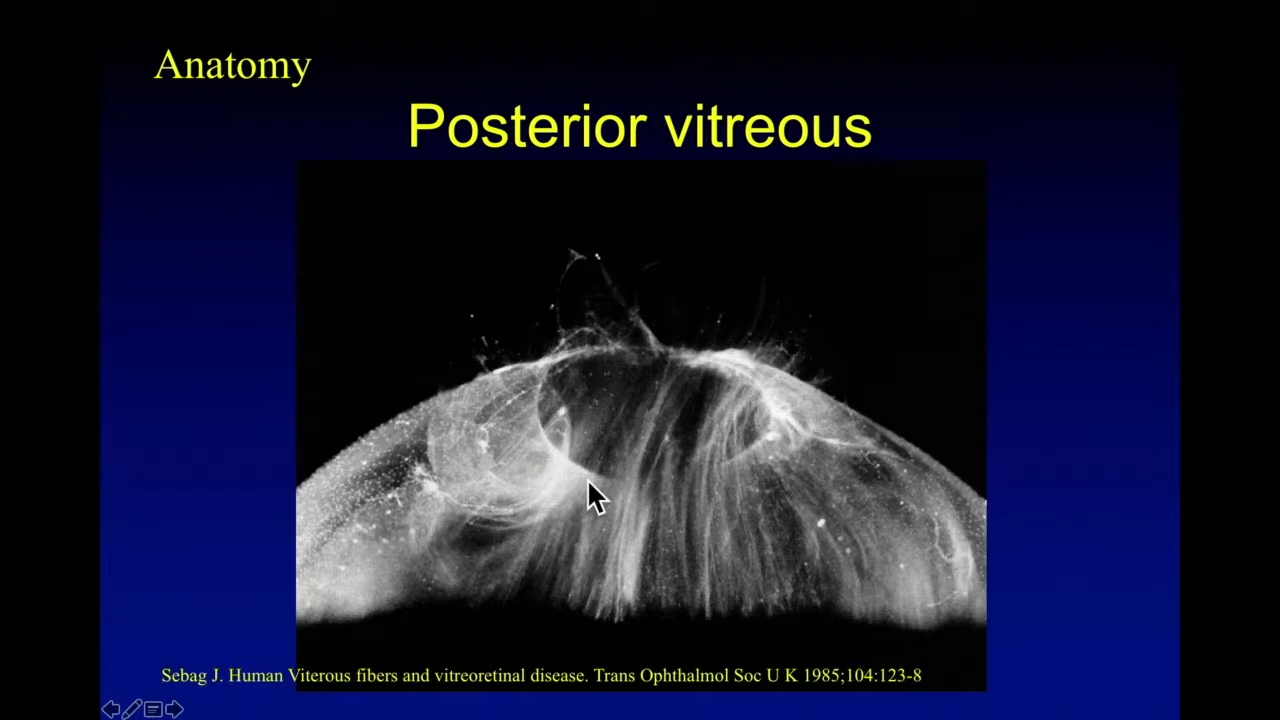 Anatomy
Posterior vitreous
Sebag J. Human Viterous fibers and vitreoretinal disease. Trans Ophthalmol Soc U K 1985;104:123-8